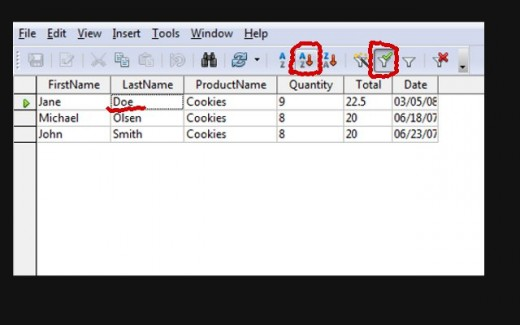 File Edit View Insert Tools Window Help
FirstName LastName ProductName Quantity Total Date
Jane Doe Cookies 9 22.5 03/05/08
Michael Olsen Cookies 8 20 06/18/07
John Smith Cookies 8 20 06/23/07